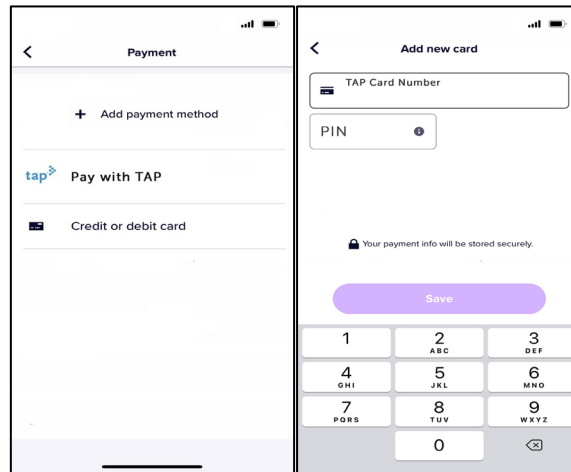 Payment
+ Add payment method
tap Pay with TAP
Credit or debit card
Add new card
TAP Card Number
PIN
Your payment info will be stored securely.
Save
1
2
ABC
3
DEF
4
GHI
5
JKL
6
MNO
7
PQRS
8
TUV
9
WXYZ
0